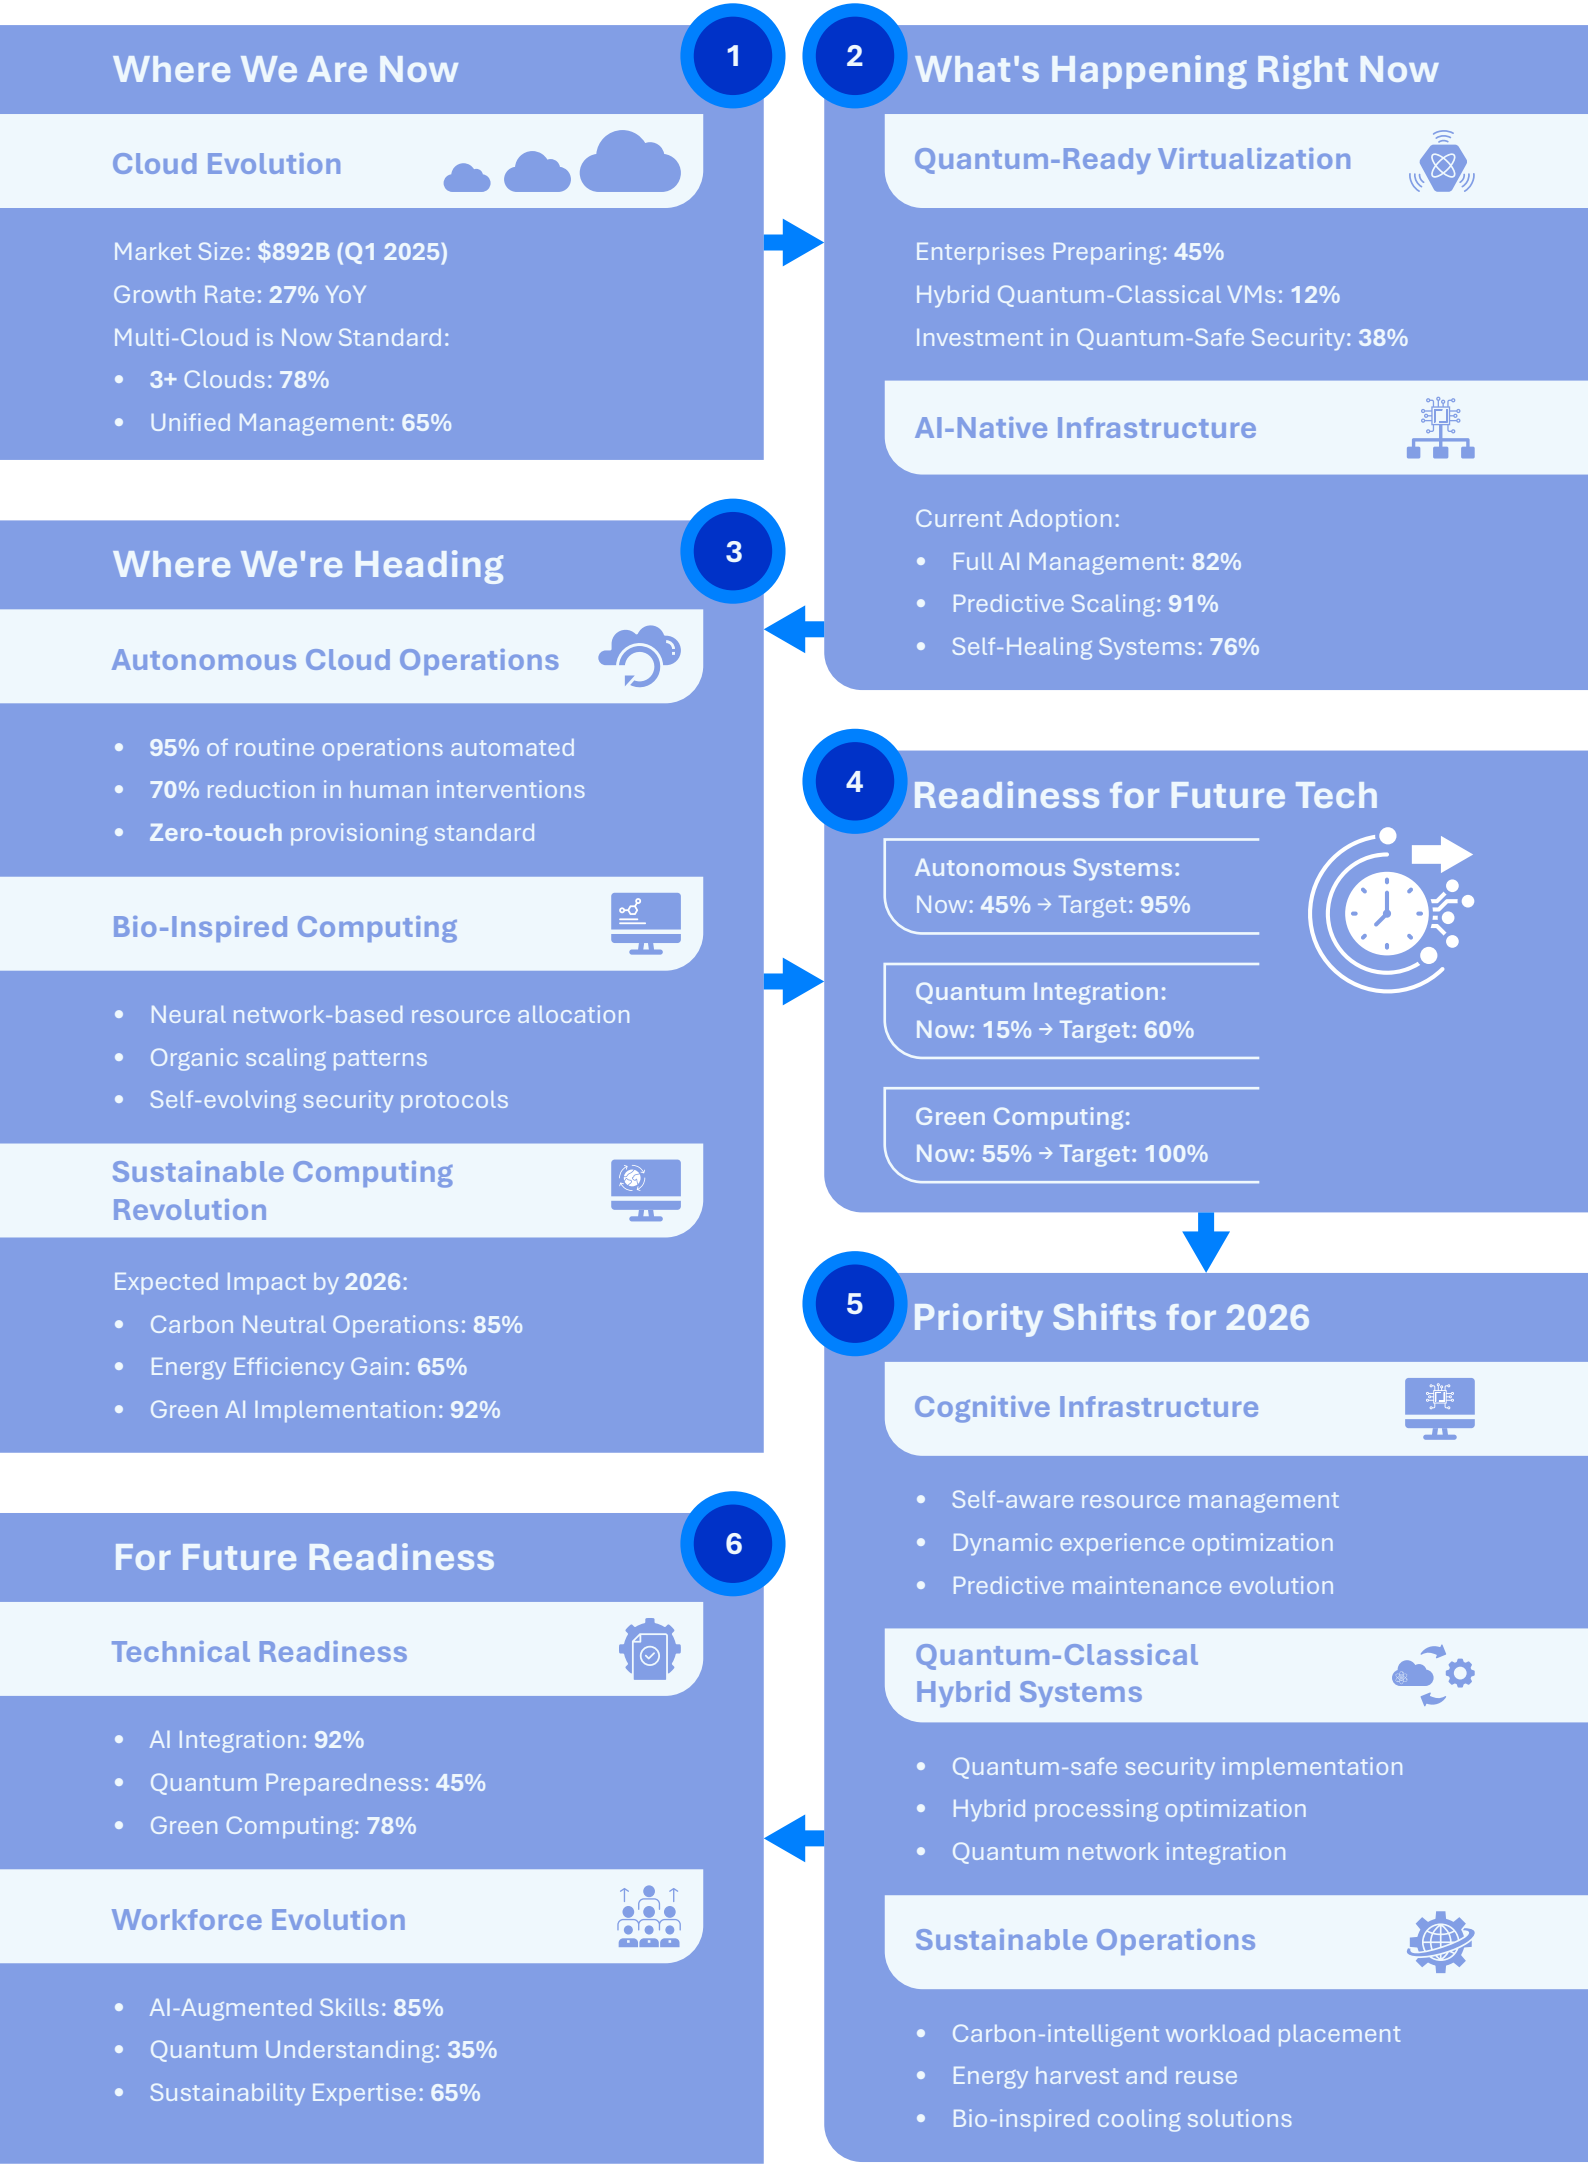 1
Where We Are Now
Cloud Evolution
Market Size: $892B (Q1 2025)
Growth Rate: 27% YoY
Multi-Cloud is Now Standard:
• 3+ Clouds: 78%
• Unified Management: 65%
2
What's Happening Right Now
Quantum-Ready Virtualization
Enterprises Preparing: 45%
Hybrid Quantum-Classical VMs: 12%
Investment in Quantum-Safe Security: 38%
AI-Native Infrastructure
Current Adoption:
• Full AI Management: 82%
• Predictive Scaling: 91%
• Self-Healing Systems: 76%
3
Where We're Heading
Autonomous Cloud Operations
• 95% of routine operations automated
• 70% reduction in human interventions
• Zero-touch provisioning standard
Bio-Inspired Computing
• Neural network-based resource allocation
• Organic scaling patterns
• Self-evolving security protocols
Sustainable Computing
Revolution
Expected Impact by 2026:
• Carbon Neutral Operations: 85%
• Energy Efficiency Gain: 65%
• Green AI Implementation: 92%
4
Readiness for Future Tech
Autonomous Systems:
Now: 45% → Target: 95%
Quantum Integration:
Now: 15% → Target: 60%
Green Computing:
Now: 55% → Target: 100%
5
Priority Shifts for 2026
Cognitive Infrastructure
• Self-aware resource management
• Dynamic experience optimization
• Predictive maintenance evolution
Quantum-Classical
Hybrid Systems
• Quantum-safe security implementation
• Hybrid processing optimization
• Quantum network integration
Sustainable Operations
• Carbon-intelligent workload placement
• Energy harvest and reuse
• Bio-inspired cooling solutions
6
For Future Readiness
Technical Readiness
• AI Integration: 92%
• Quantum Preparedness: 45%
• Green Computing: 78%
Workforce Evolution
• AI-Augmented Skills: 85%
• Quantum Understanding: 35%
• Sustainability Expertise: 65%